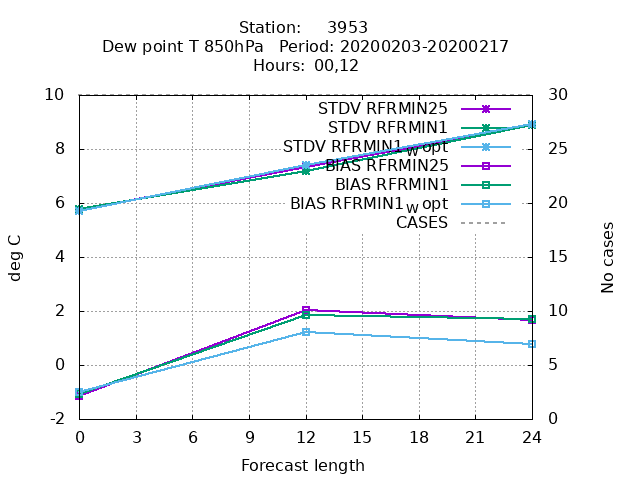 Station: 3953
Dew point T 850hPa Period: 20200203-20200217
Hours: 00,12
10
8
6
4
2
0
-2
deg C
STDV RFRMIN25
STDV RFRMIN1
STDV RFRMIN1_w opt
BIAS RFRMIN25
BIAS RFRMIN1
BIAS RFRMIN1_w opt
CASES
30
25
20
15
10
5
0
No cases
0 3 6 9 12 15 18 21 24
Forecast length